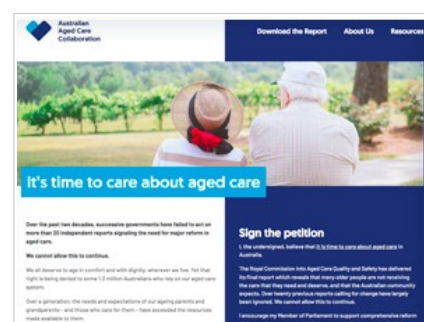 Australian
Aged Care
Collaboration
Download the Report About Us Resources
It's time to care about aged care
Over the past two decades, successive governments have failed to act on
more than 20 independent reports signaling the need for major reform in
aged care.
We cannot allow this to continue.
We all deserve to age in comfort and with dignity, wherever we live. Yet that
right is being denied to some 1.3 million Australians who rely on our aged care
system.
Over a generation, the needs and expectations of our ageing parents and
grandparents - and those who care for them - have exceeded the resources
made available to them.
Sign the petition
I, the undersigned, believe that it is time to care about aged care in
Australia.
The Royal Commission into Aged Care Quality and Safety has delivered
its final report which reveals that many older people are not receiving
the care that they need and deserve, and that the Australian community
expects. Over twenty previous reports calling for change have largely
been ignored. We cannot allow this to continue.
I encourage my Member of Parliament to support comprehensive reform